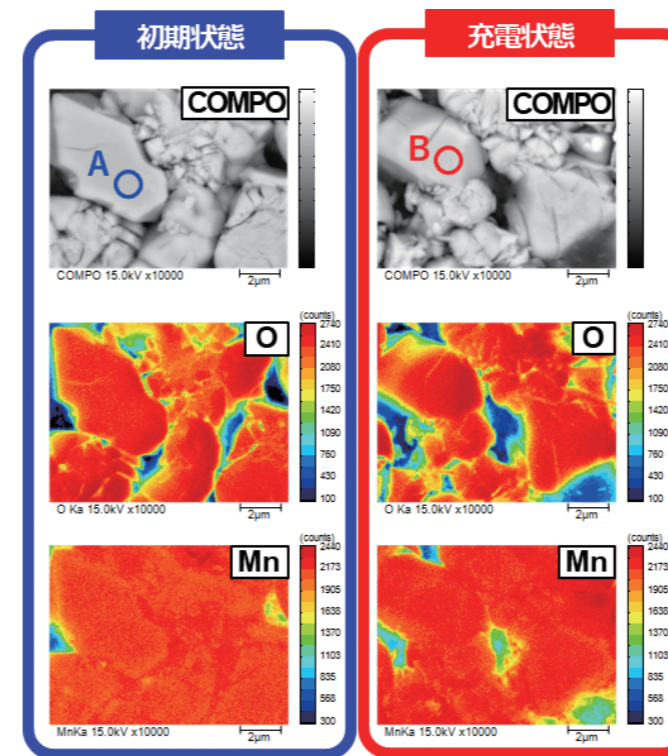 初期状態
COMPO
A
COMPO 15.0kV x10000
2μm
(counts)
O
2740
2410
2080
1750
1420
1090
760
430
100
O Ka 15.0kV x10000
2μm
(counts)
Mn
2440
2173
1905
1638
1370
1103
835
568
300
MnKa 15.0kV x10000
2μm
充電状態
COMPO
B
COMPO 15.0kV x10000
2μm
(counts)
O
2740
2410
2080
1750
1420
1090
760
430
100
O Ka 15.0kV x10000
2μm
(counts)
Mn
2440
2173
1905
1638
1370
1103
835
568
300
MnKa 15.0kV x10000
2μm